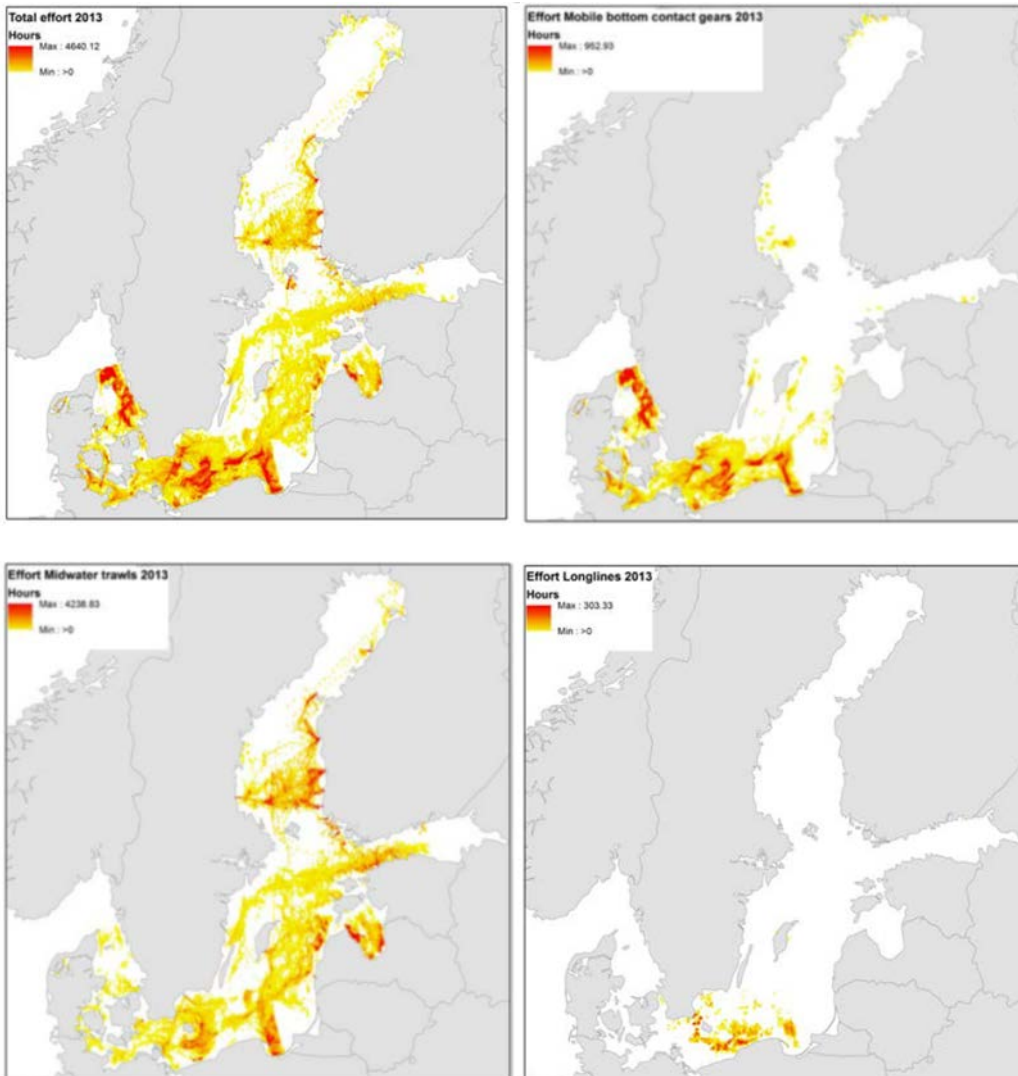 Total effort 2013
Hours
Max : 4640.12
Min : >0
Effort Mobile bottom contact gears 2013
Hours
Max : 952.93
Min : >0
Effort Midwater trawls 2013
Hours
Max : 4238.83
Min : >0
Effort Longlines 2013
Hours
Max : 303.33
Min : >0